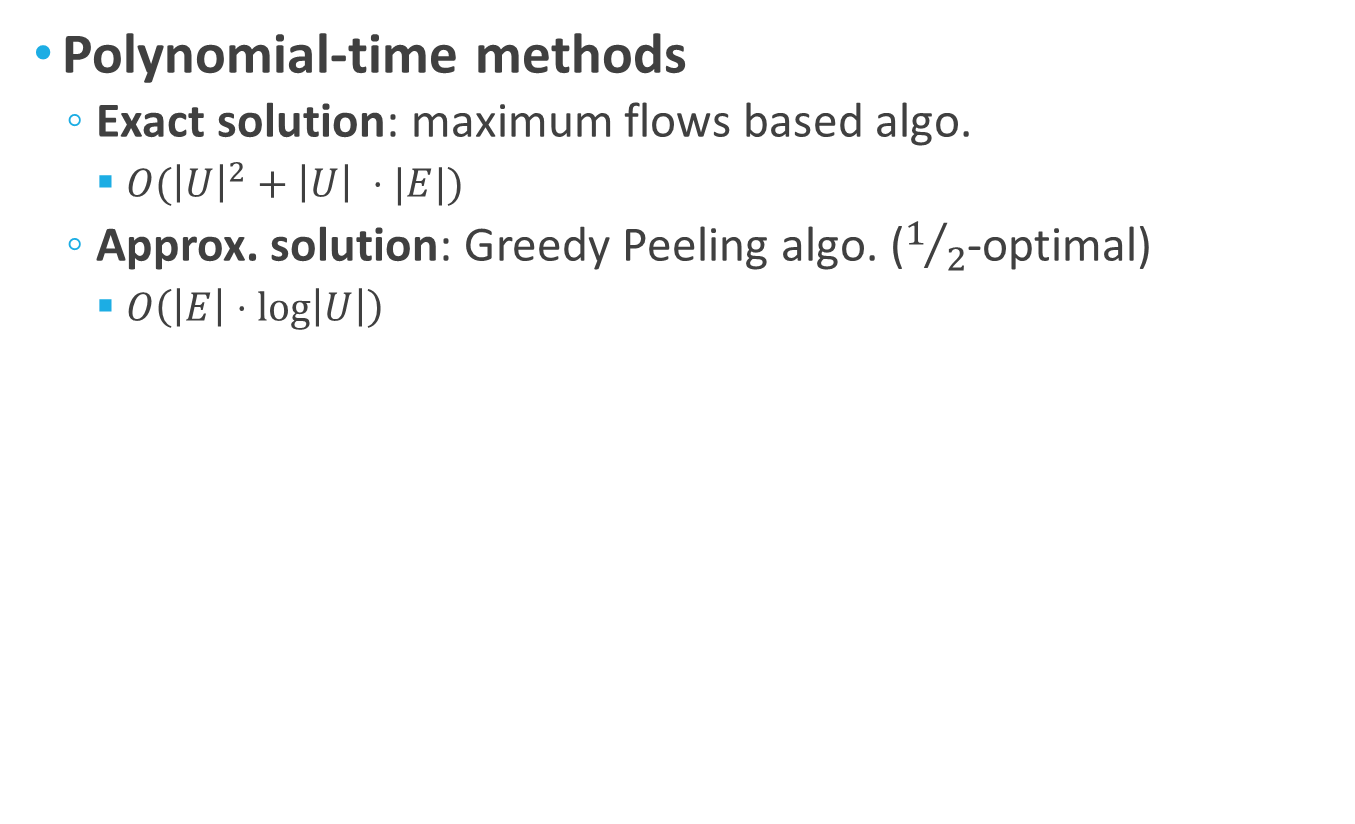 • Polynomial-time methods
◦ Exact solution: maximum flows based algo.
▪ O(|U|² + |U| · |E|)
◦ Approx. solution: Greedy Peeling algo. (¹/₂-optimal)
▪ O(|E| · log|U|)